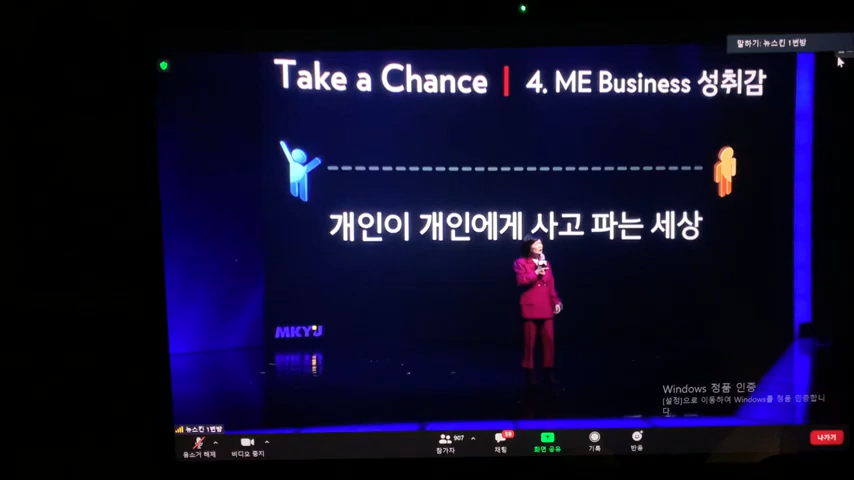 말하기: 뉴스킨 1번방
Take a Chance | 4. ME Business 성취감
개인이 개인에게 사고 파는 세상
MKYU
Windows 정품 인증
[설정]으로 이동하여 Windows를 정품 인증합니
다.
뉴스킨 1번방
음소거 해제
비디오 중지
907
참가자
38
채팅
화면 공유
기록
반응
나가기